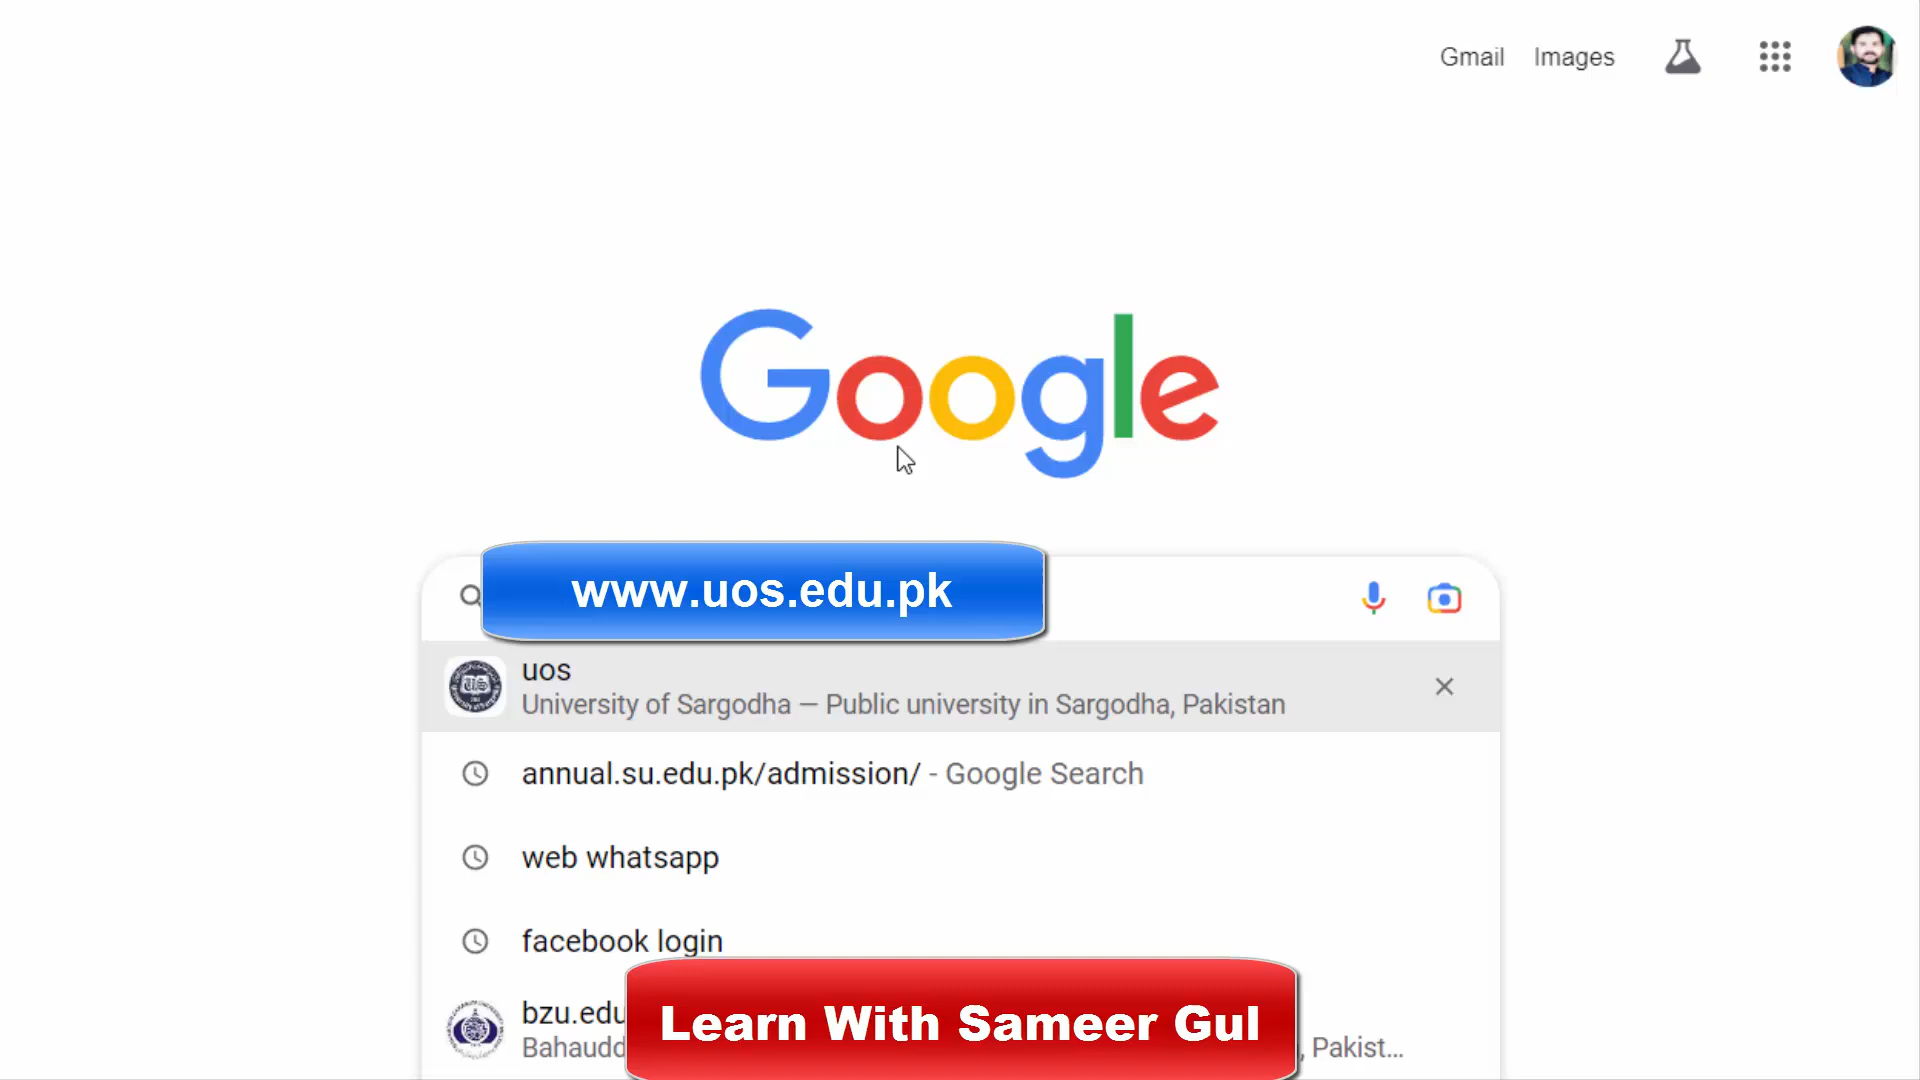 Gmail Images
Google
www.uos.edu.pk
uos
University of Sargodha — Public university in Sargodha, Pakistan
annual.su.edu.pk/admission/ - Google Search
web whatsapp
facebook login
bzu.edu
Learn With Sameer Gul
, Pakist...